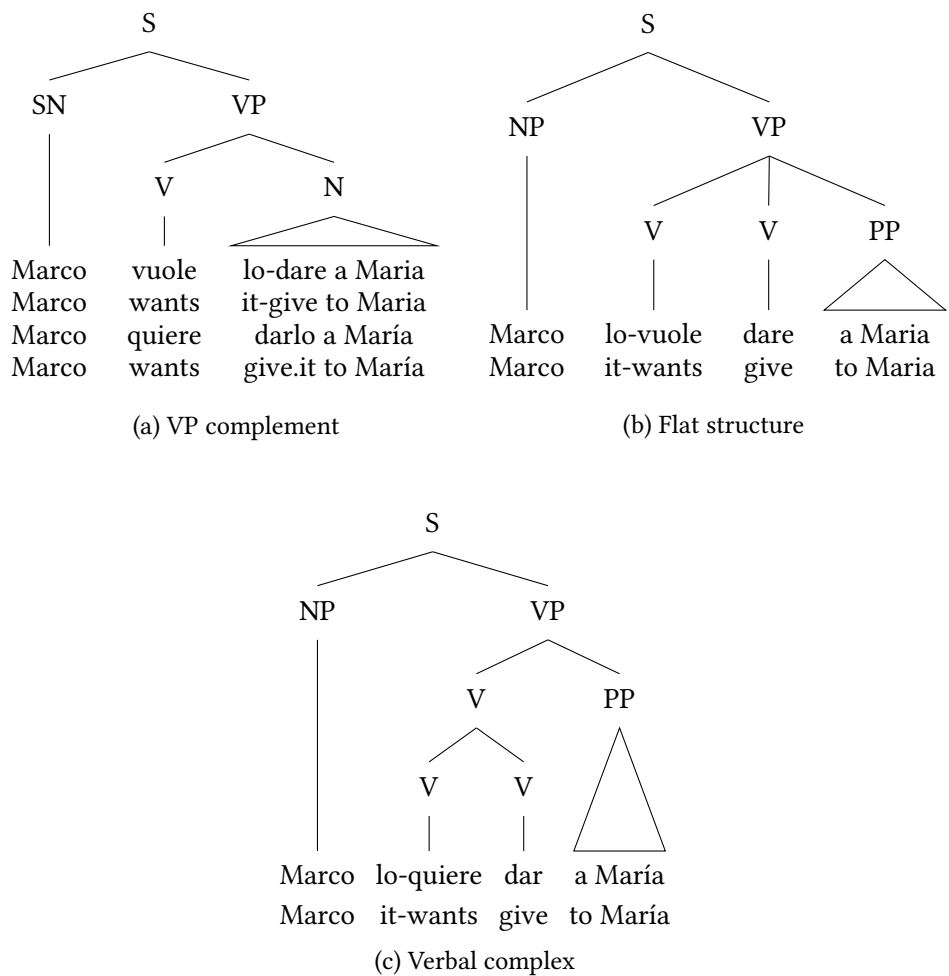 S
SN VP
V N
Marco vuole lo-dare a Maria
Marco wants it-give to Maria
Marco quiere darlo a María
Marco wants give.it to María
(a) VP complement
S
NP VP
V V PP
Marco lo-vuole dare a Maria
Marco it-wants give to Maria
(b) Flat structure
S
NP VP
V PP
V V
Marco lo-quiere dar a María
Marco it-wants give to María
(c) Verbal complex